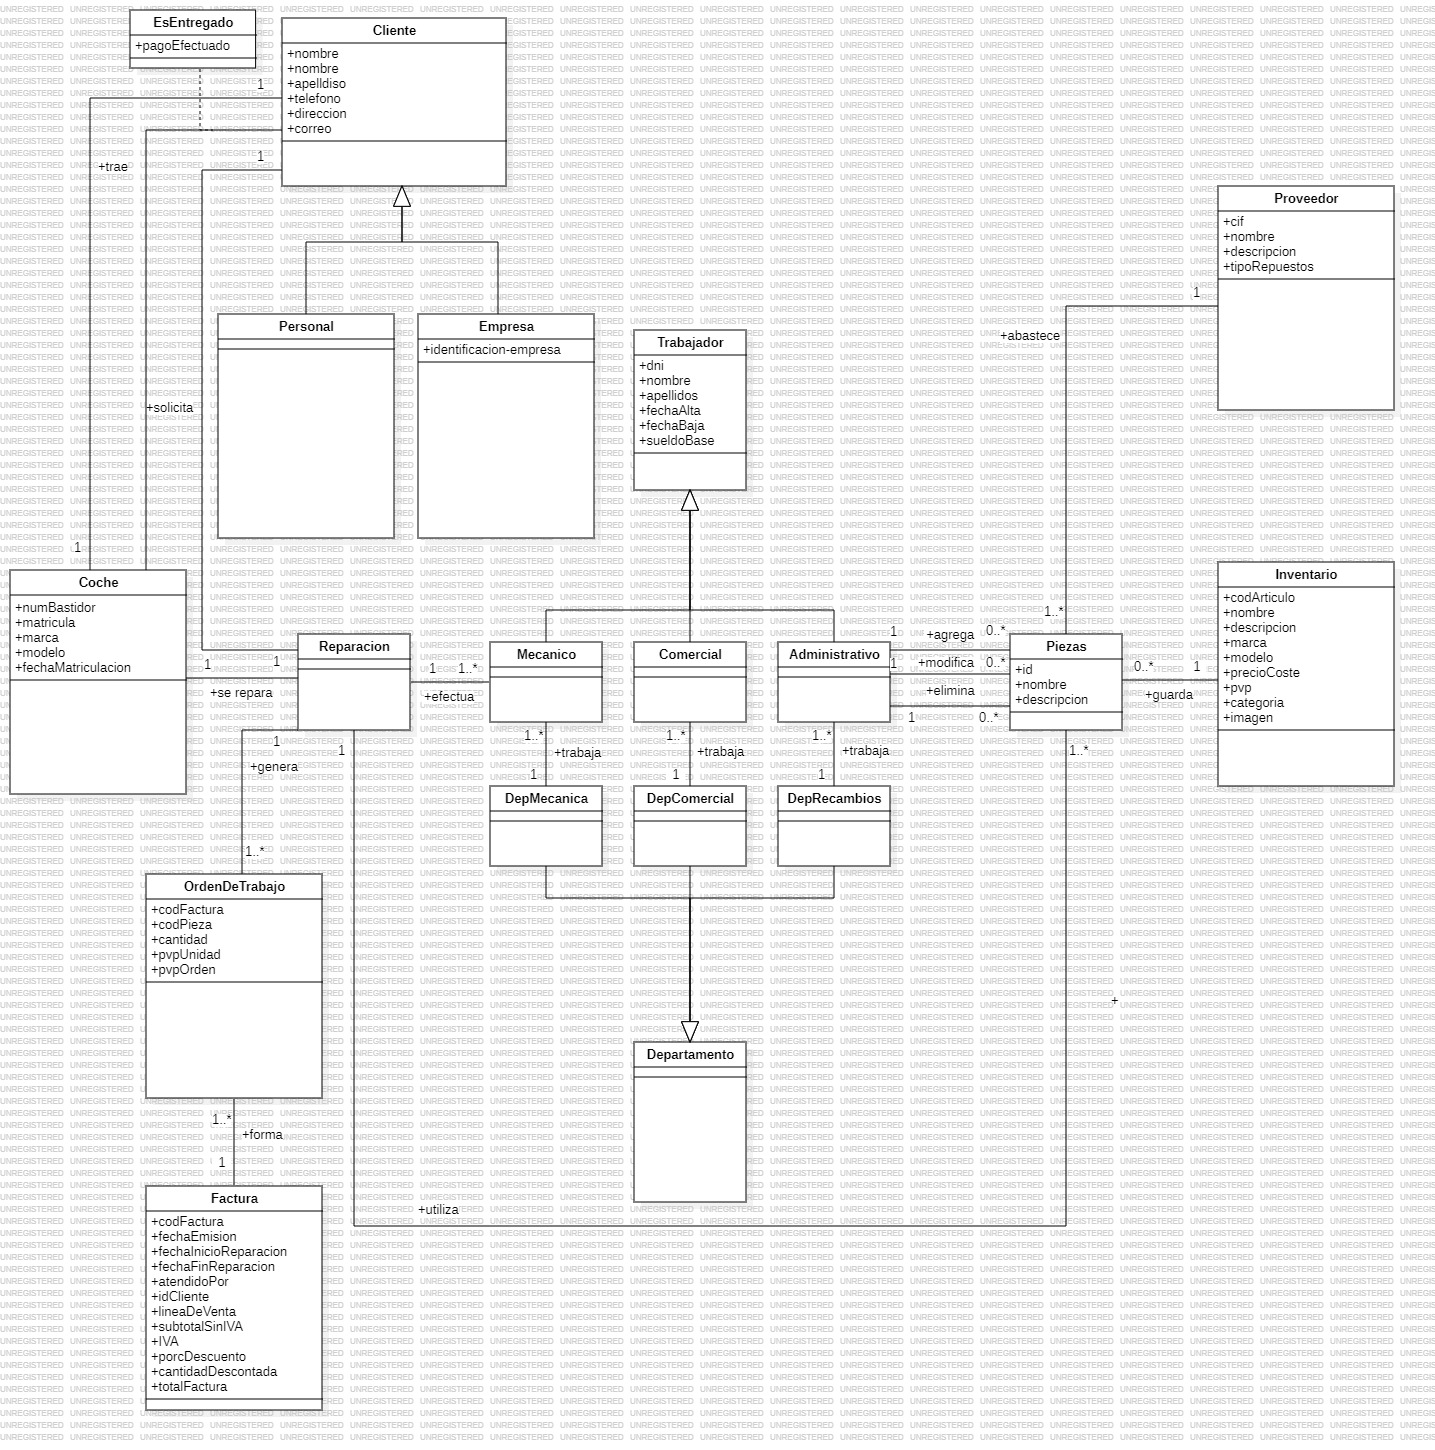 EsEntregado
+pagoEfectuado
Cliente
+nombre
+nombre
+apelldiso
+telefono
+direccion
+correo
1
1
+trae
+solicita
1
Personal
Empresa
+identificacion-empresa
Trabajador
+dni
+nombre
+apellidos
+fechaAlta
+fechaBaja
+sueldoBase
Proveedor
+cif
+nombre
+descripcion
+tipoRepuestos
1
+abastece
1..*
Coche
+numBastidor
+matricula
+marca
+modelo
+fechaMatriculacion
1
1
+se repara
Reparacion
1
1..*
+efectua
Mecanico
Comercial
Administrativo
1
+agrega
0..*
1
+modifica
0..*
+elimina
1
0..*
Piezas
+id
+nombre
+descripcion
0..*
1
+guarda
Inventario
+codArticulo
+nombre
+descripcion
+marca
+modelo
+precioCoste
+pvp
+categoria
+imagen
1
+genera
1..*
1
1..*
+trabaja
1
1..*
+trabaja
1
1..*
+trabaja
1
1..*
DepMecanica
DepComercial
DepRecambios
OrdenDeTrabajo
+codFactura
+codPieza
+cantidad
+pvpUnidad
+pvpOrden
+
Departamento
1..*
+forma
1
+utiliza
Factura
+codFactura
+fechaEmision
+fechaInicioReparacion
+fechaFinReparacion
+atendidoPor
+idCliente
+lineaDeVenta
+subtotalSinIVA
+IVA
+porcDescuento
+cantidadDescontada
+totalFactura
UNREGISTERED